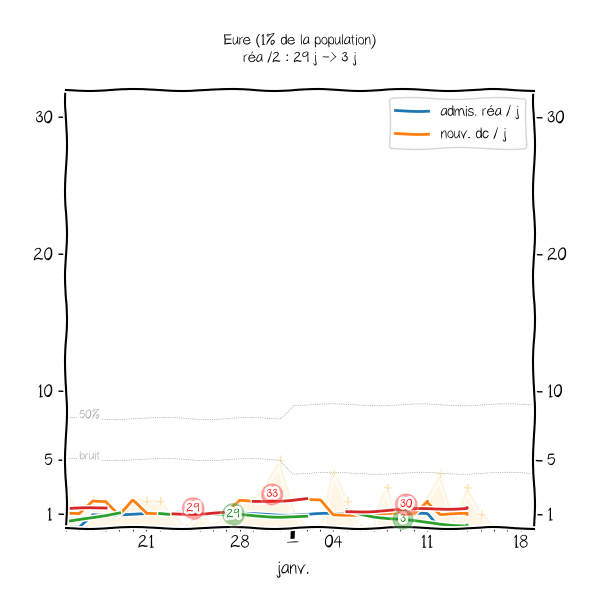 Eure (1% de la population)
réa /2 : 29 j -> 3 j
admis. réa / j
nouv. dc / j
30 30
20 20
10 10
50%
bruit
5 5
33
29 29 30
3
1 1
21 28 1 04 11 18
janv.